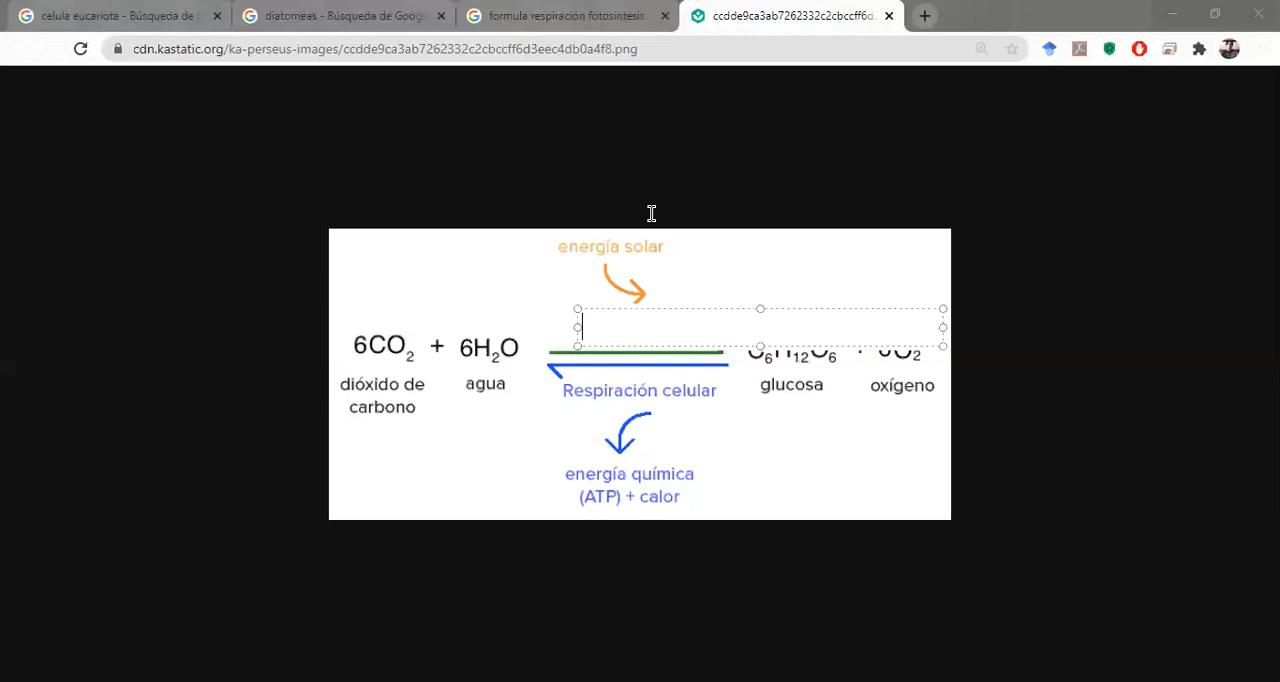 celula eucariota - Búsqueda de
diatomeas - Búsqueda de Googl
formula respiración fotosintesis
ccdde9ca3ab7262332c2cbccff6d
cdn.kastatic.org/ka-perseus-images/ccdde9ca3ab7262332c2cbccff6d3eec4db0a4f8.png
energía solar
6CO₂ + 6H₂O
dióxido de carbono
agua
glucosa
oxígeno
Respiración celular
energía química
(ATP) + calor